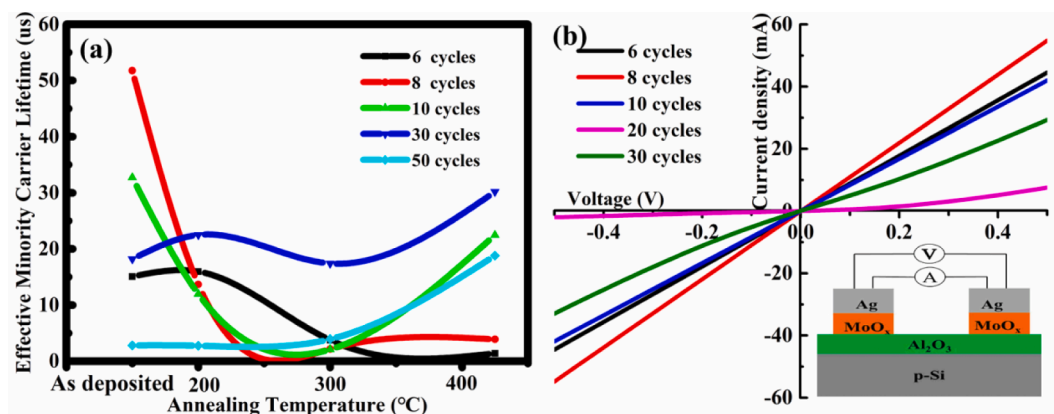 Effective Minority Carrier Lifetime (us)
60
50
40
30
20
10
0
(a)
6 cycles
8 cycles
10 cycles
30 cycles
50 cycles
As deposited 200 300 400
Annealing Temperature (°C)
(b)
6 cycles
8 cycles
10 cycles
20 cycles
30 cycles
Current density (mA)
60
40
20
0
-20
-40
-60
Voltage (V)
-0.4 -0.2 0.0 0.2 0.4
V
A
Ag Ag
MoOₓ MoOₓ
Al₂O₃
p-Si